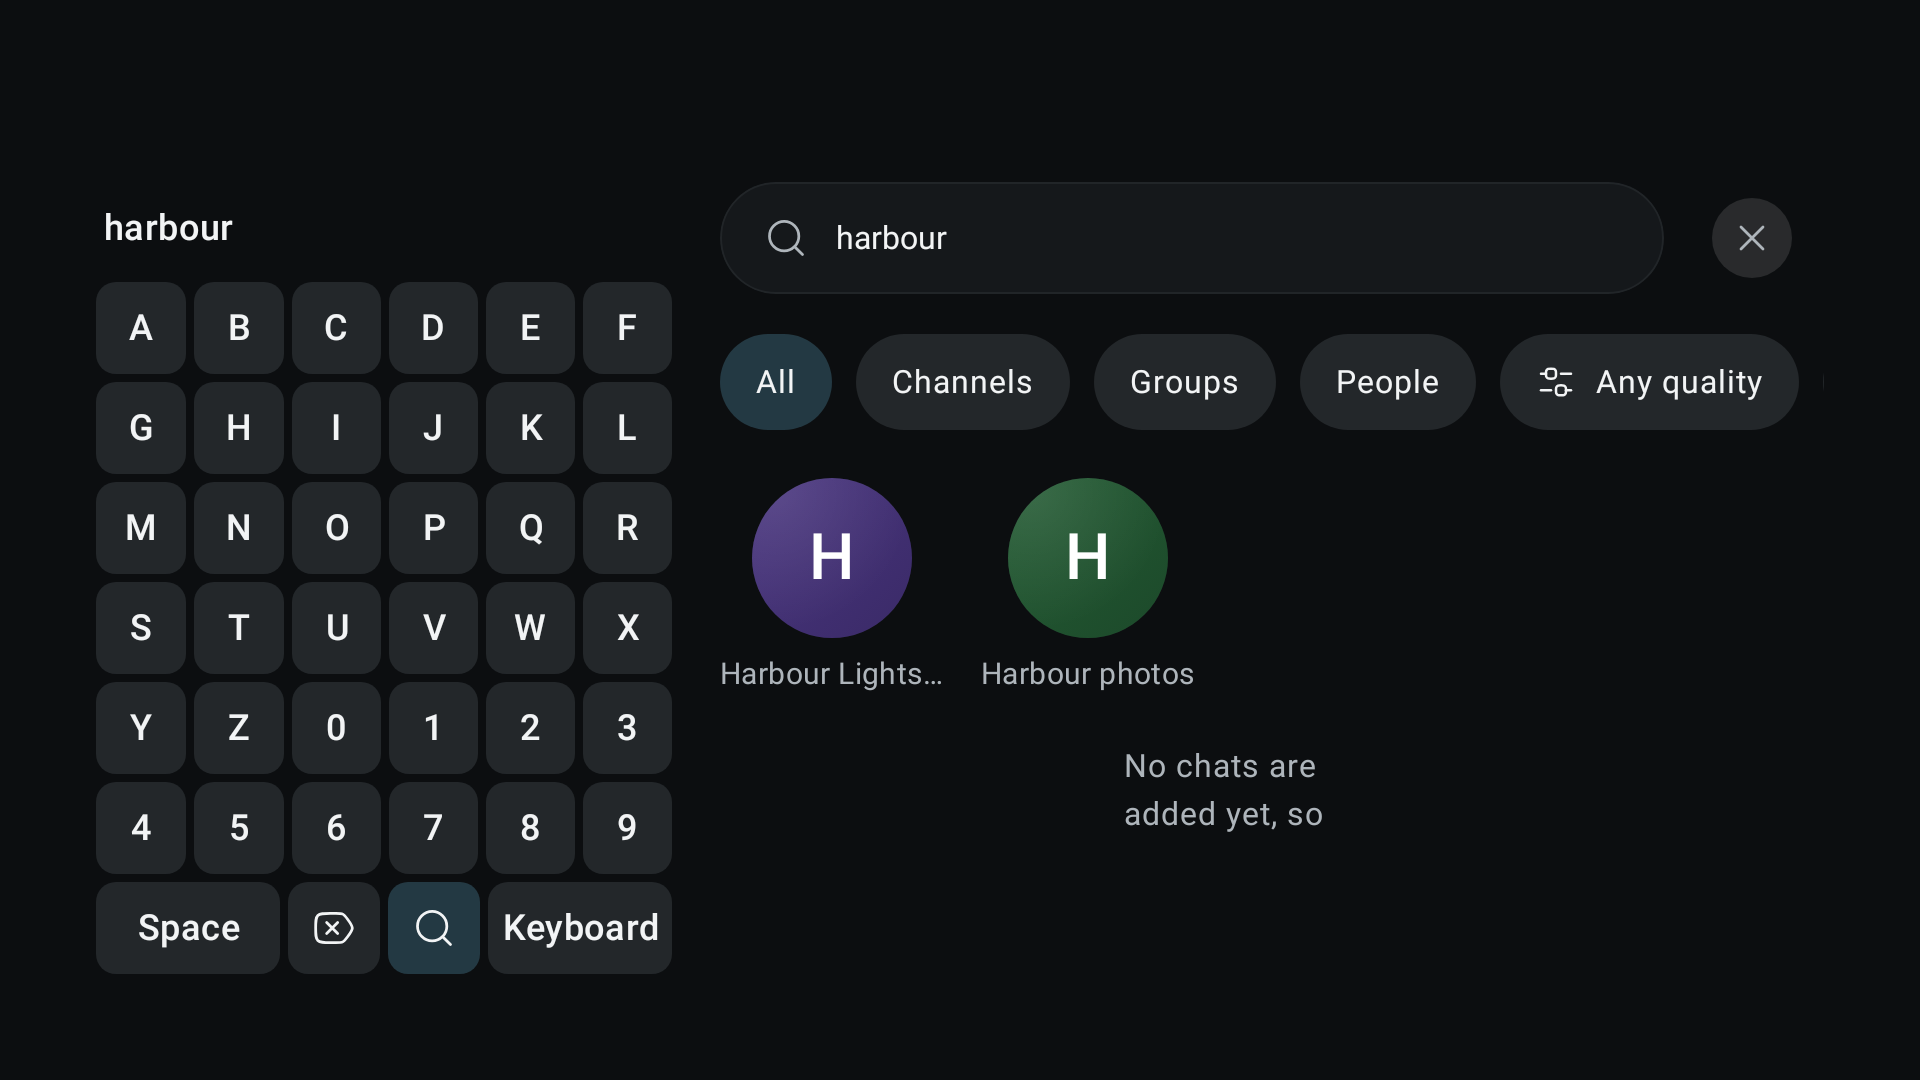 harbour
A B C D E F
G H I J K L
M N O P Q R
S T U V W X
Y Z 0 1 2 3
4 5 6 7 8 9
Space Keyboard
harbour
All Channels Groups People Any quality
H H
Harbour Lights… Harbour photos
No chats are
added yet, so